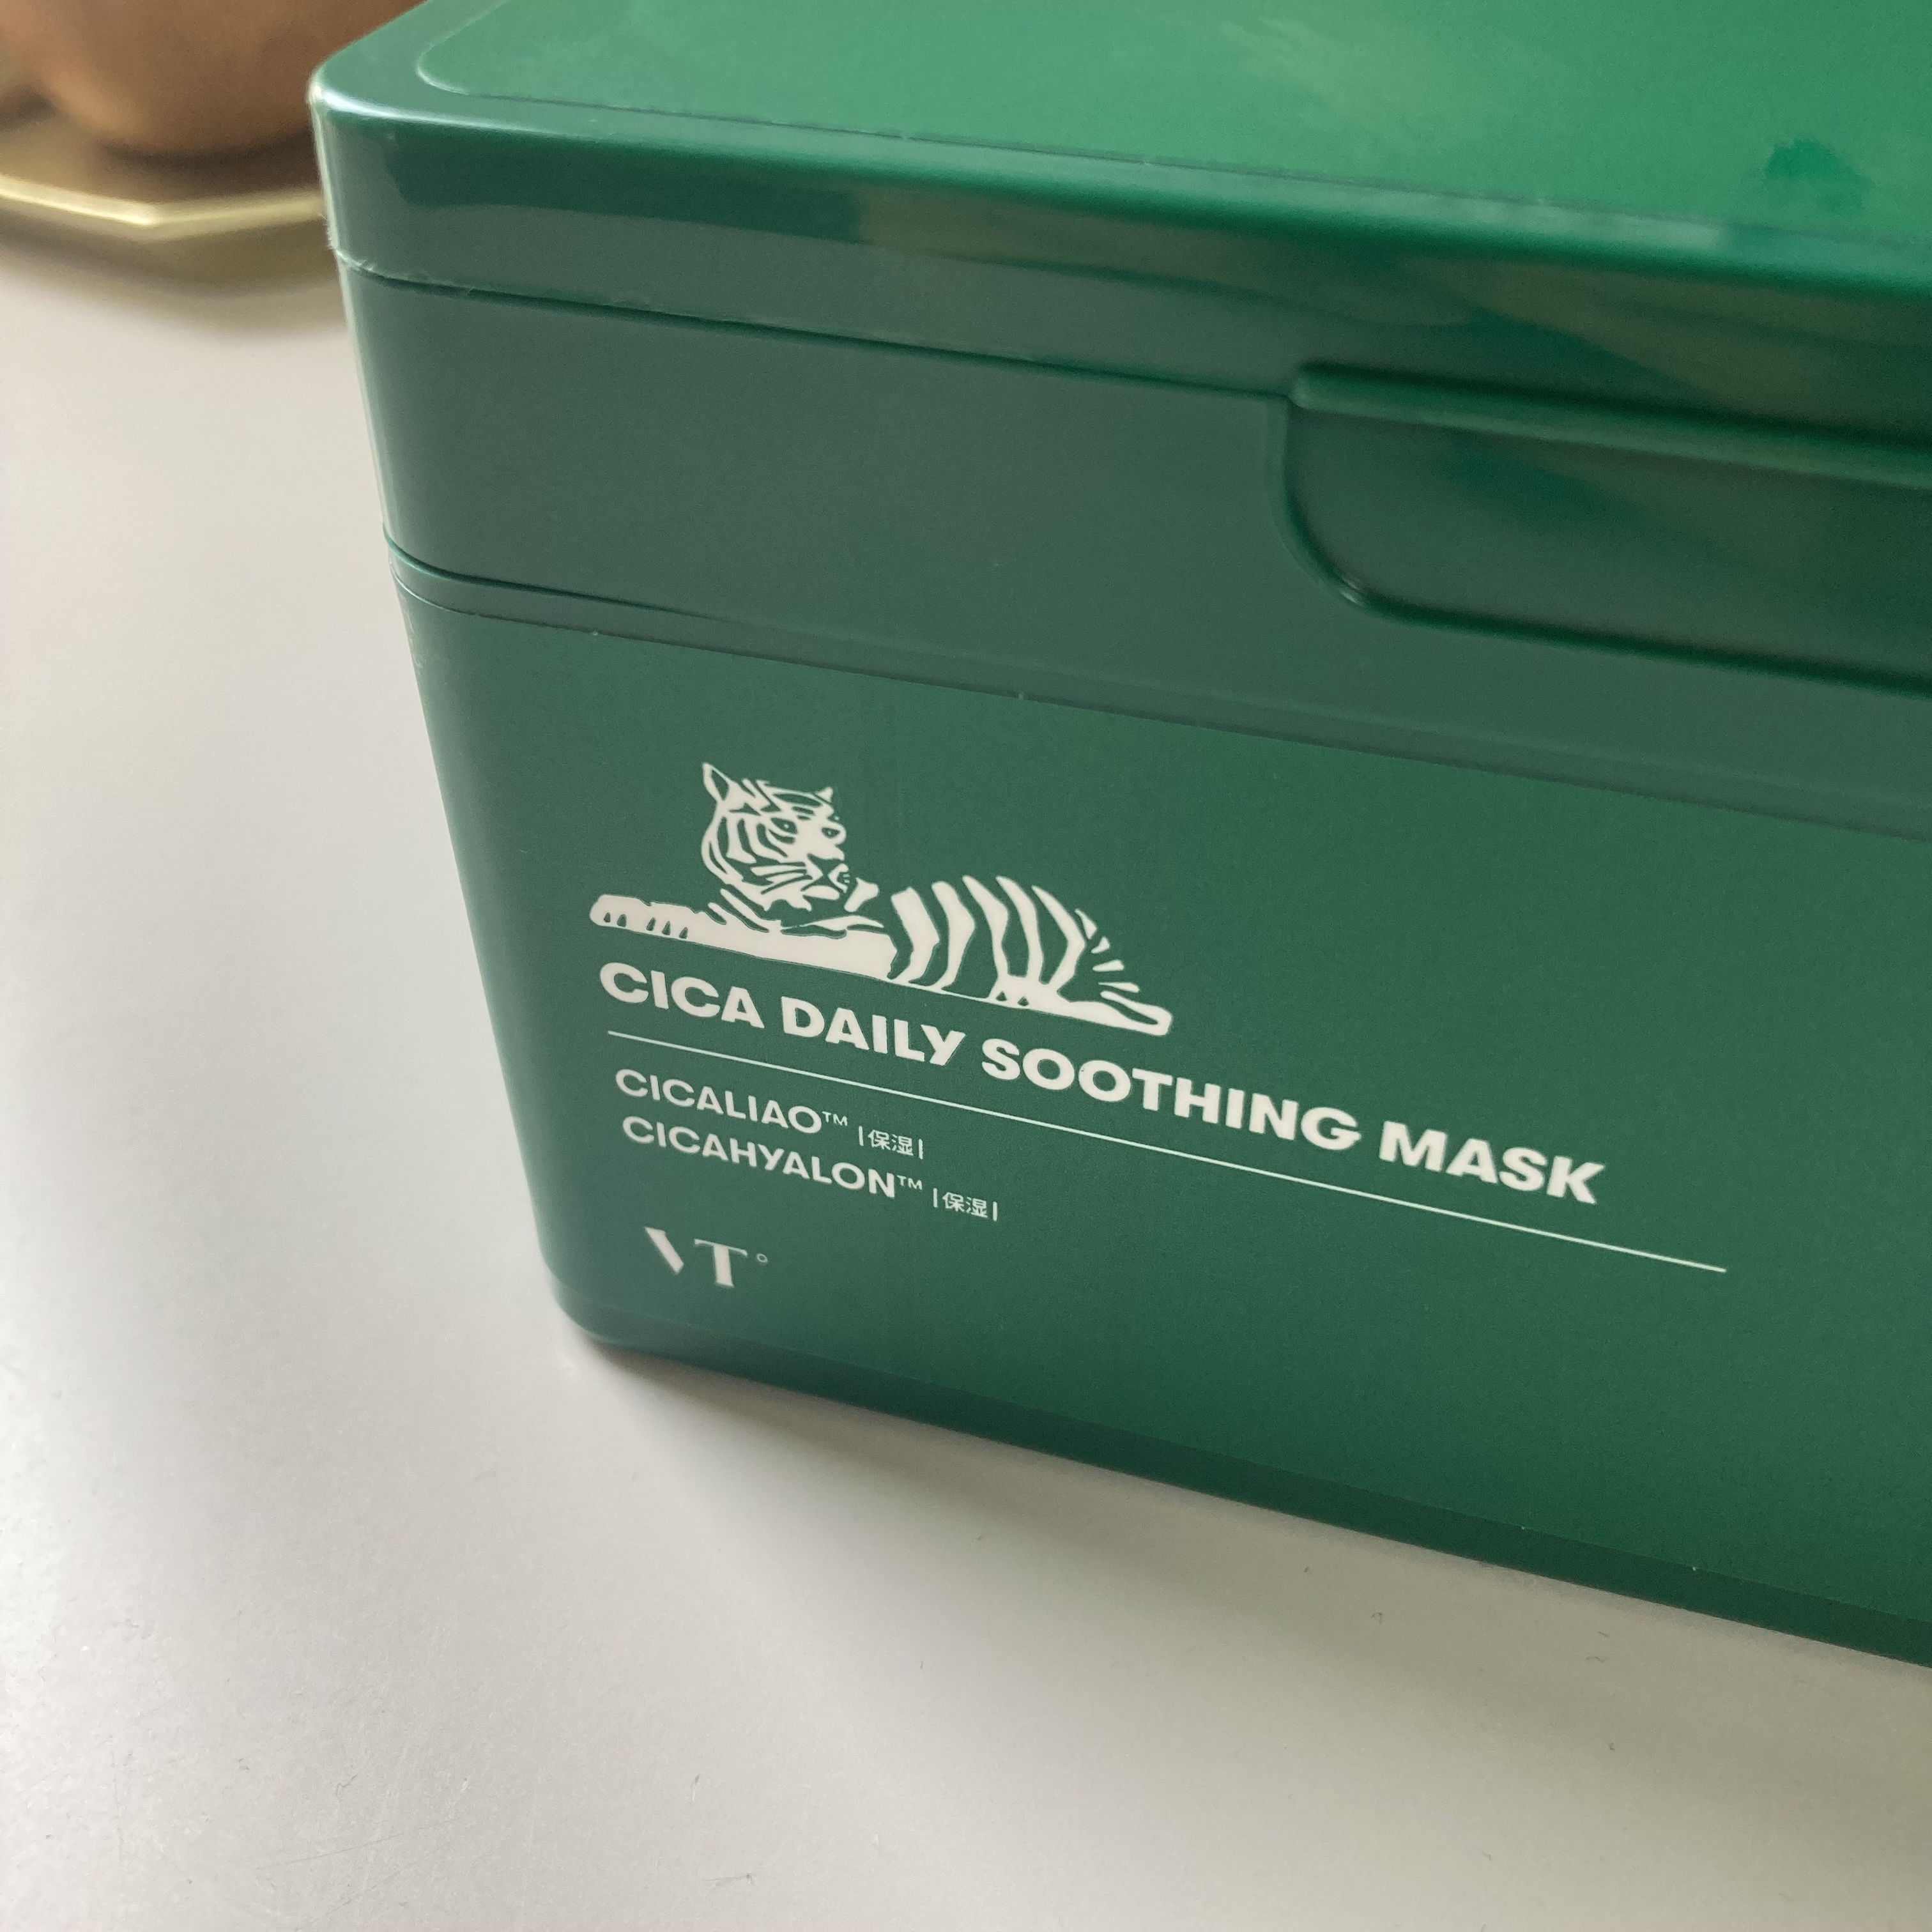 CICA DAILY SOOTHING MASK
CICALIAO™ |保湿|
CICAHYALON™ |保湿|
VT°